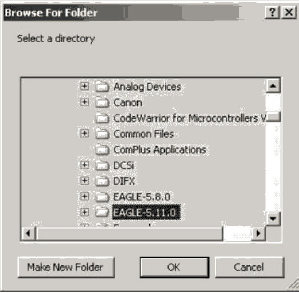 Browse For Folder
Select a directory
Analog Devices
Canon
CodeWarrior for Microcontrollers V
Common Files
ComPlus Applications
DCSi
DIFX
EAGLE-5.8.0
EAGLE-5.11.0
Make New Folder
OK
Cancel